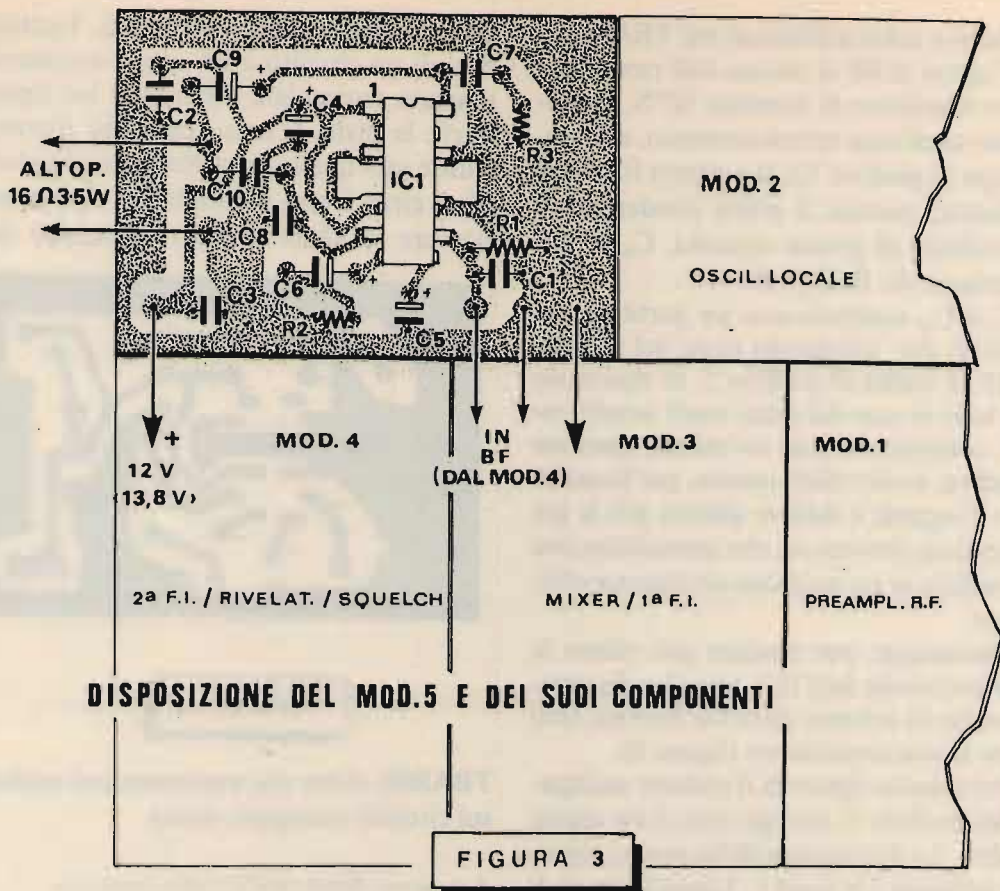 C9
C7
C2
C4
1
R3
ALTOP.
16 Ω 3·5W
IC1
C10
MOD. 2
C8
R1
OSCIL. LOCALE
C6
C1
C3
R2
C5
+
12 V
(13,8 V)
MOD. 4
IN
BF
(DAL MOD.4)
MOD. 3
MOD. 1
2ª F.I. / RIVELAT. / SQUELCH
MIXER / 1ª F.I.
PREAMPL. R.F.
DISPOSIZIONE DEL MOD.5 E DEI SUOI COMPONENTI
FIGURA 3